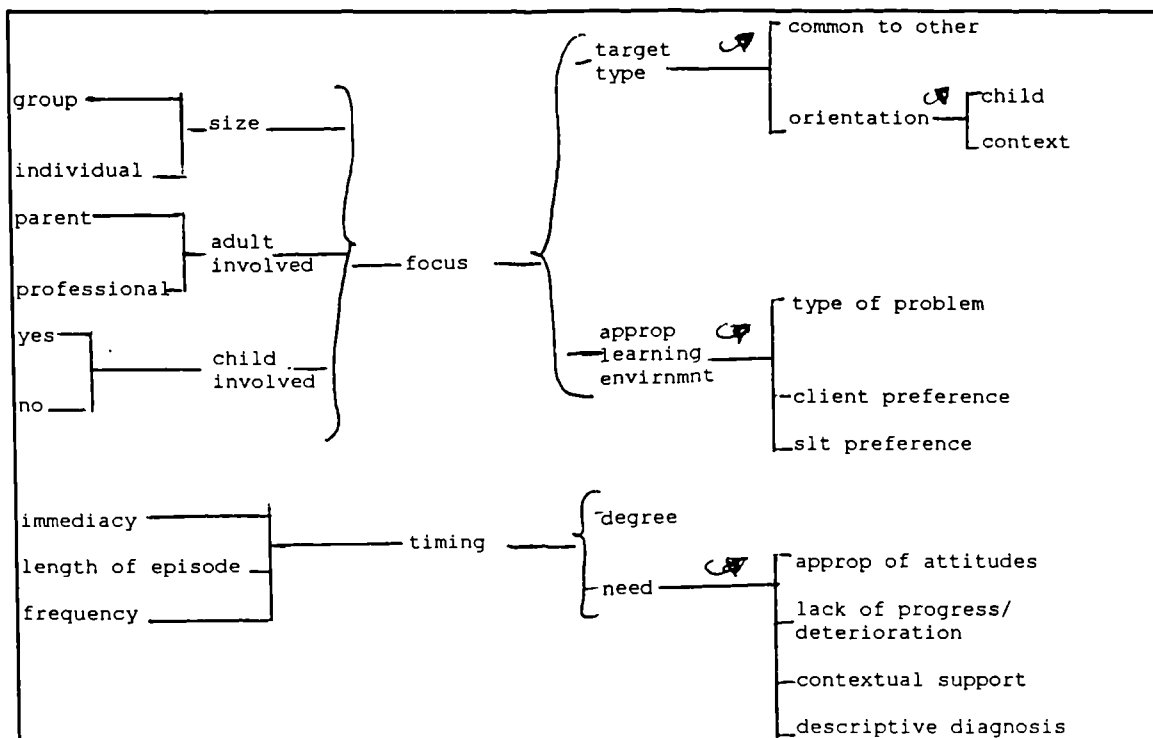 common to other
target
type
group
size
child
orientation
context
individual
parent
adult
involved
focus
professional
type of problem
yes
approp
learning
envirnmnt
child
involved
no
client preference
slt preference
immediacy
degree
timing
approp of attitudes
length of episode
need
lack of progress/
deterioration
frequency
contextual support
descriptive diagnosis